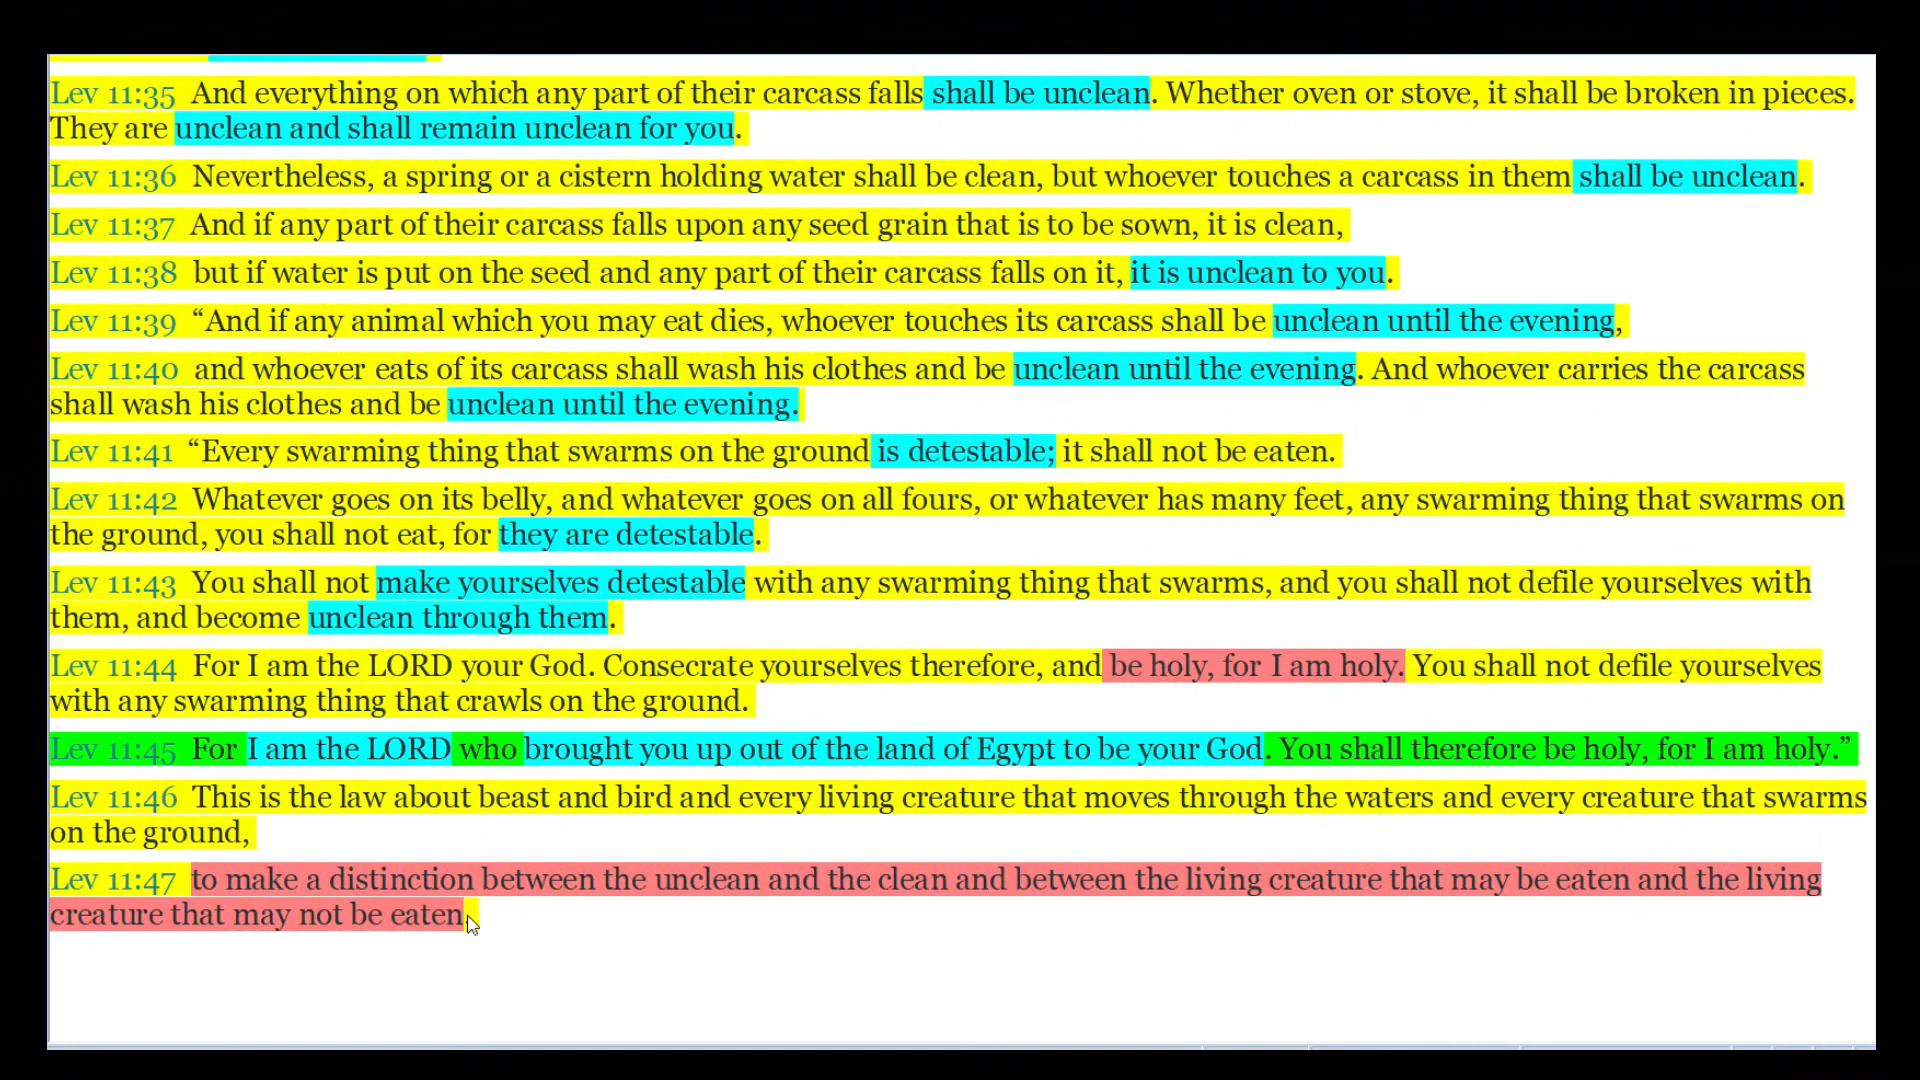 Lev 11:35 And everything on which any part of their carcass falls shall be unclean. Whether oven or stove, it shall be broken in pieces.
They are unclean and shall remain unclean for you.
Lev 11:36 Nevertheless, a spring or a cistern holding water shall be clean, but whoever touches a carcass in them shall be unclean.
Lev 11:37 And if any part of their carcass falls upon any seed grain that is to be sown, it is clean,
Lev 11:38 but if water is put on the seed and any part of their carcass falls on it, it is unclean to you.
Lev 11:39 “And if any animal which you may eat dies, whoever touches its carcass shall be unclean until the evening,
Lev 11:40 and whoever eats of its carcass shall wash his clothes and be unclean until the evening. And whoever carries the carcass
shall wash his clothes and be unclean until the evening.
Lev 11:41 “Every swarming thing that swarms on the ground is detestable; it shall not be eaten.
Lev 11:42 Whatever goes on its belly, and whatever goes on all fours, or whatever has many feet, any swarming thing that swarms on
the ground, you shall not eat, for they are detestable.
Lev 11:43 You shall not make yourselves detestable with any swarming thing that swarms, and you shall not defile yourselves with
them, and become unclean through them.
Lev 11:44 For I am the LORD your God. Consecrate yourselves therefore, and be holy, for I am holy. You shall not defile yourselves
with any swarming thing that crawls on the ground.
Lev 11:45 For I am the LORD who brought you up out of the land of Egypt to be your God. You shall therefore be holy, for I am holy.”
Lev 11:46 This is the law about beast and bird and every living creature that moves through the waters and every creature that swarms
on the ground,
Lev 11:47 to make a distinction between the unclean and the clean and between the living creature that may be eaten and the living
creature that may not be eaten.